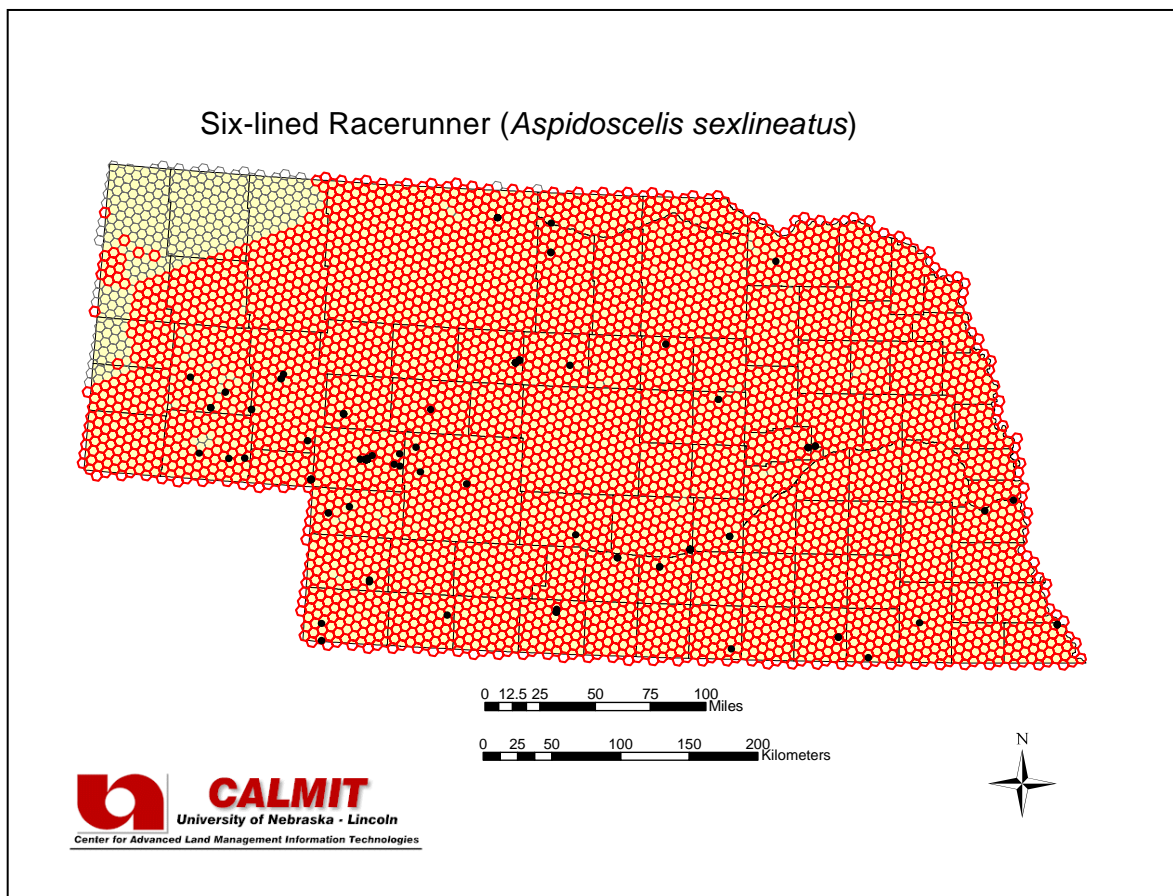 Six-lined Racerunner (Aspidoscelis sexlineatus)
0 12.5 25 50 75 100
Miles
0 25 50 100 150 200
Kilometers
N
CALMIT
University of Nebraska - Lincoln
Center for Advanced Land Management Information Technologies